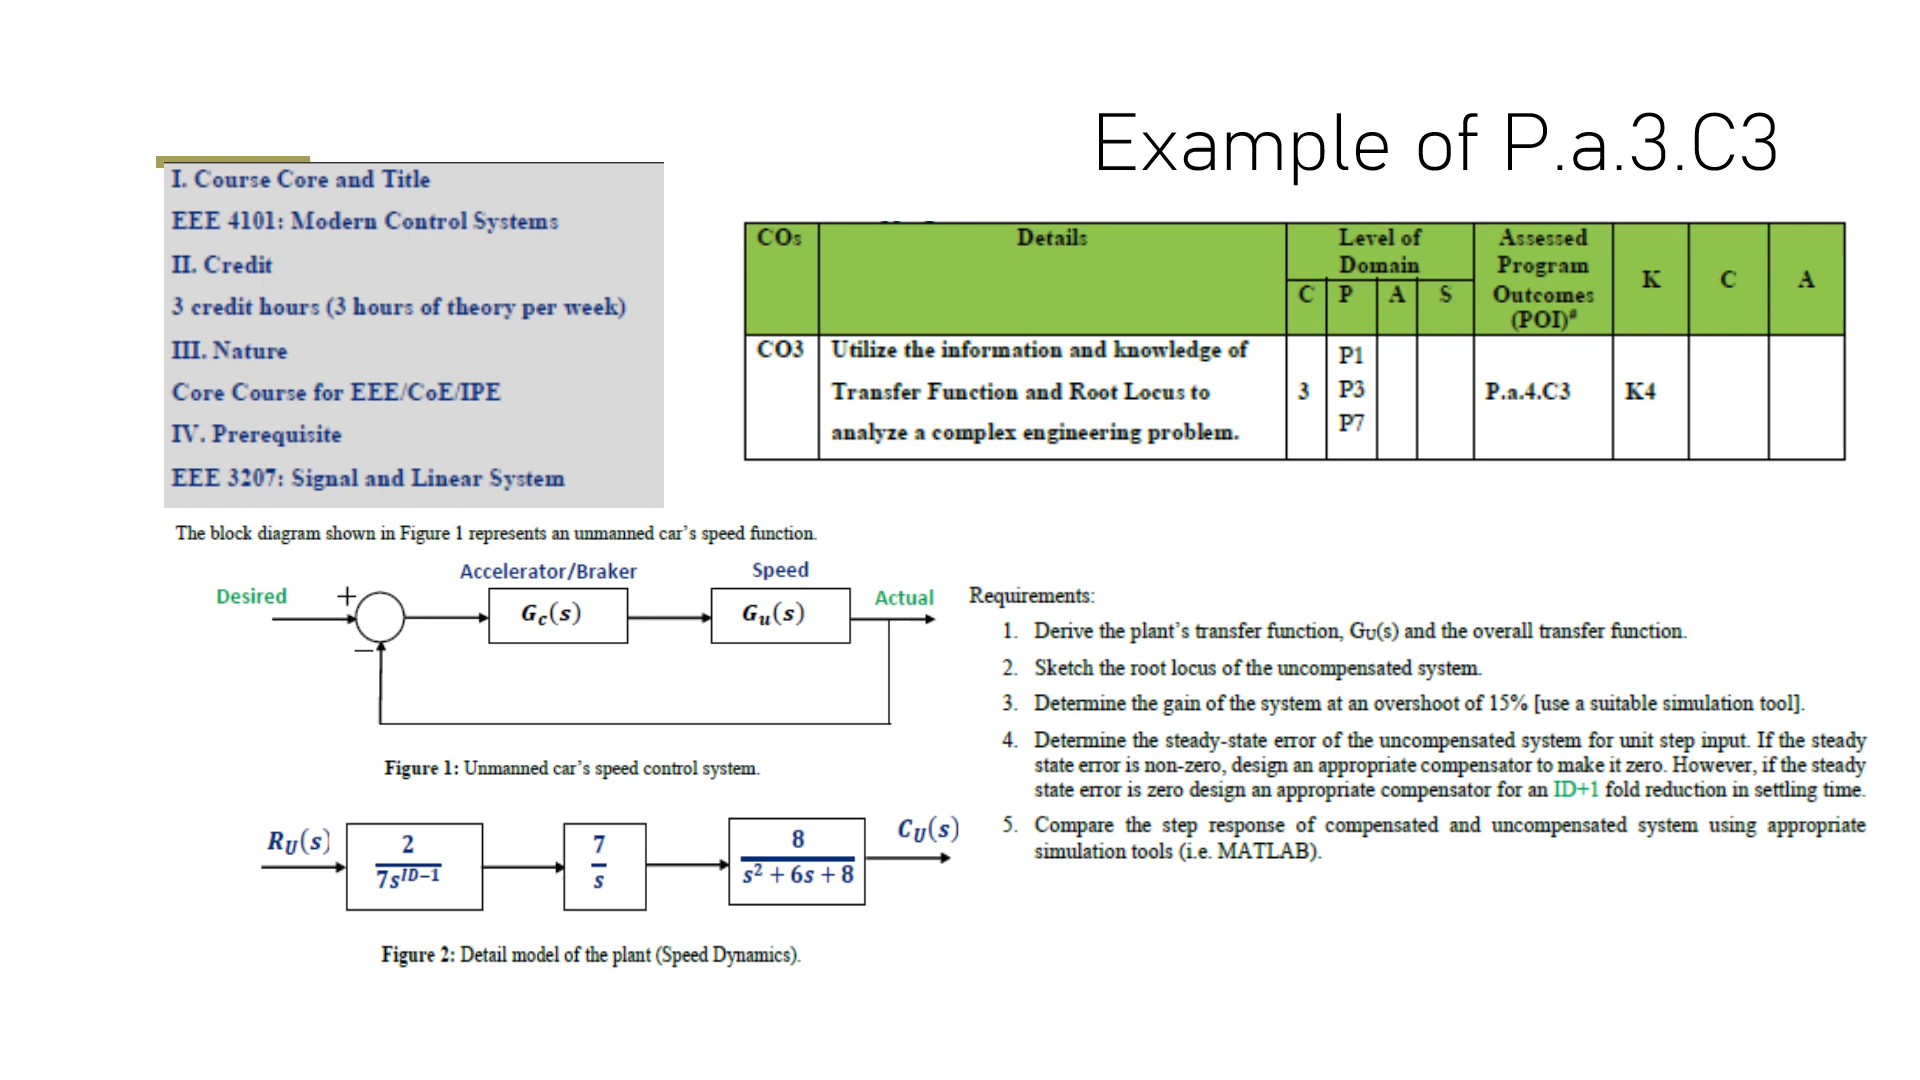 Example of P.a.3.C3
I. Course Core and Title
EEE 4101: Modern Control Systems
II. Credit
3 credit hours (3 hours of theory per week)
III. Nature
Core Course for EEE/CoE/IPE
IV. Prerequisite
EEE 3207: Signal and Linear System
COs
Details
Level of
Domain
C P A S
Assessed
Program
Outcomes
(POI)#
K
C
A
CO3
Utilize the information and knowledge of
Transfer Function and Root Locus to
analyze a complex engineering problem.
3
P1
P3
P7
P.a.4.C3
K4
The block diagram shown in Figure 1 represents an unmanned car's speed function.
Desired
+
−
Accelerator/Braker
G_c(s)
Speed
G_u(s)
Actual
Figure 1: Unmanned car's speed control system.
R_U(s)
2
7s^{ID−1}
7
s
8
s² + 6s + 8
C_U(s)
Figure 2: Detail model of the plant (Speed Dynamics).
Requirements:
1. Derive the plant's transfer function, G_U(s) and the overall transfer function.
2. Sketch the root locus of the uncompensated system.
3. Determine the gain of the system at an overshoot of 15% [use a suitable simulation tool].
4. Determine the steady-state error of the uncompensated system for unit step input. If the steady
state error is non-zero, design an appropriate compensator to make it zero. However, if the steady
state error is zero design an appropriate compensator for an ID+1 fold reduction in settling time.
5. Compare the step response of compensated and uncompensated system using appropriate
simulation tools (i.e. MATLAB).